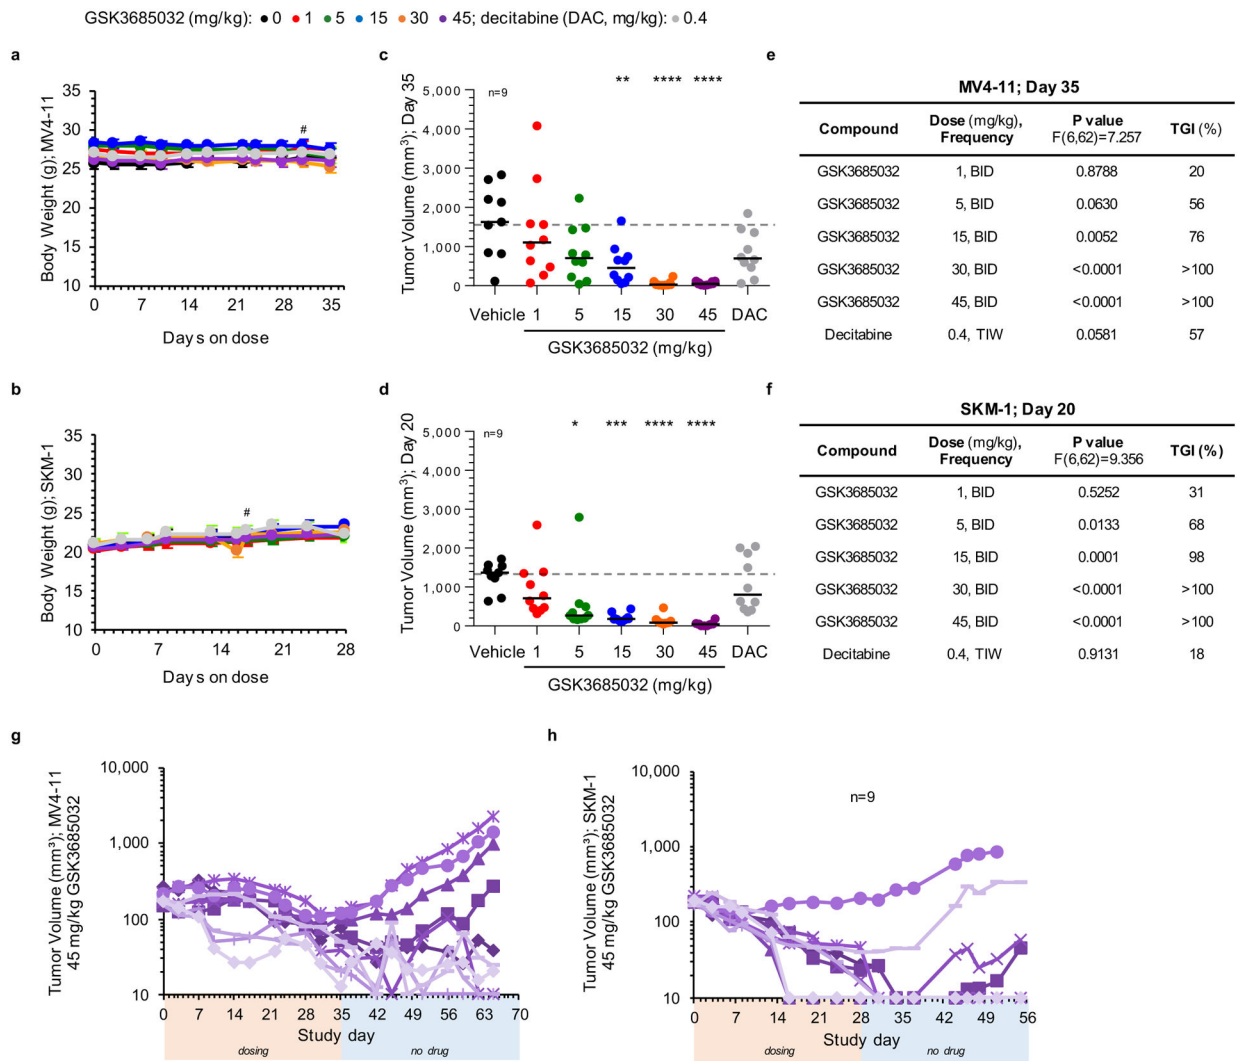 GSK3685032 (mg/kg): 0 1 5 15 30 45; decitabine (DAC, mg/kg): 0.4
a
Body Weight (g); MV4-11
35
30
25
20
15
10
#
0 7 14 21 28 35
Days on dose
c
Tumor Volume (mm³); Day 35
n=9
** **** ****
5,000
4,000
3,000
2,000
1,000
0
Vehicle 1 5 15 30 45 DAC
GSK3685032 (mg/kg)
e
MV4-11; Day 35
Compound Dose (mg/kg), Frequency P value F(6,62)=7.257 TGI (%)
GSK3685032 1, BID 0.8788 20
GSK3685032 5, BID 0.0630 56
GSK3685032 15, BID 0.0052 76
GSK3685032 30, BID <0.0001 >100
GSK3685032 45, BID <0.0001 >100
Decitabine 0.4, TIW 0.0581 57
b
Body Weight (g); SKM-1
35
30
25
20
15
10
#
0 7 14 21 28
Days on dose
d
Tumor Volume (mm³); Day 20
n=9
* *** **** ****
5,000
4,000
3,000
2,000
1,000
0
Vehicle 1 5 15 30 45 DAC
GSK3685032 (mg/kg)
f
SKM-1; Day 20
Compound Dose (mg/kg), Frequency P value F(6,62)=9.356 TGI (%)
GSK3685032 1, BID 0.5252 31
GSK3685032 5, BID 0.0133 68
GSK3685032 15, BID 0.0001 98
GSK3685032 30, BID <0.0001 >100
GSK3685032 45, BID <0.0001 >100
Decitabine 0.4, TIW 0.9131 18
g
Tumor Volume (mm³); MV4-11
45 mg/kg GSK3685032
10,000
1,000
100
10
0 7 14 21 28 35 42 49 56 63 70
Study day
dosing no drug
h
Tumor Volume (mm³); SKM-1
45 mg/kg GSK3685032
n=9
10,000
1,000
100
10
0 7 14 21 28 35 42 49 56
Study day
dosing no drug